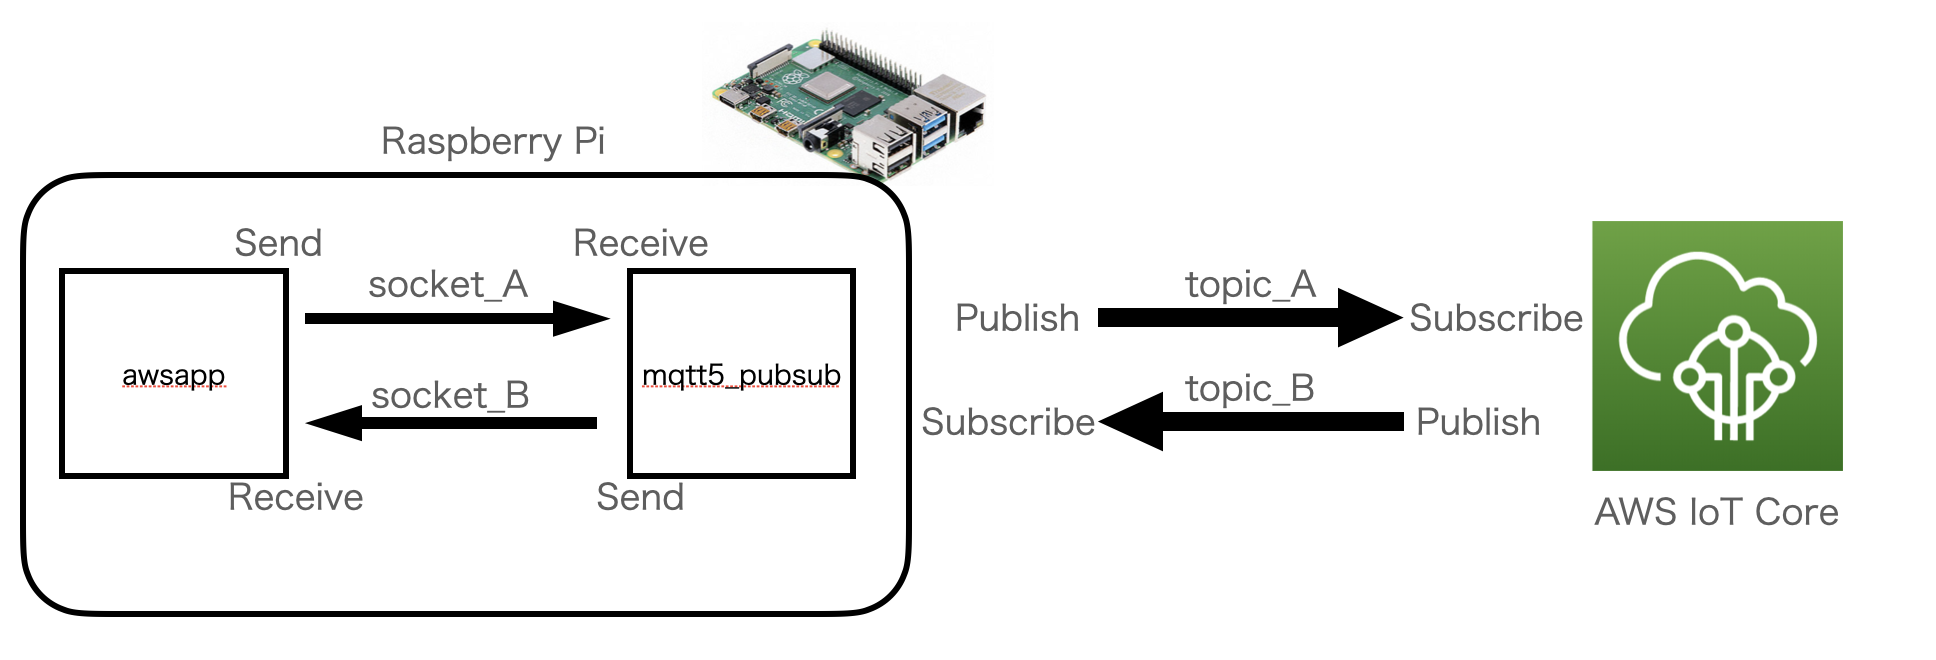 Raspberry Pi
Send
Receive
socket_A
topic_A
Publish
Subscribe
awsapp
mqtt5_pubsub
socket_B
topic_B
Subscribe
Publish
Receive
Send
AWS IoT Core